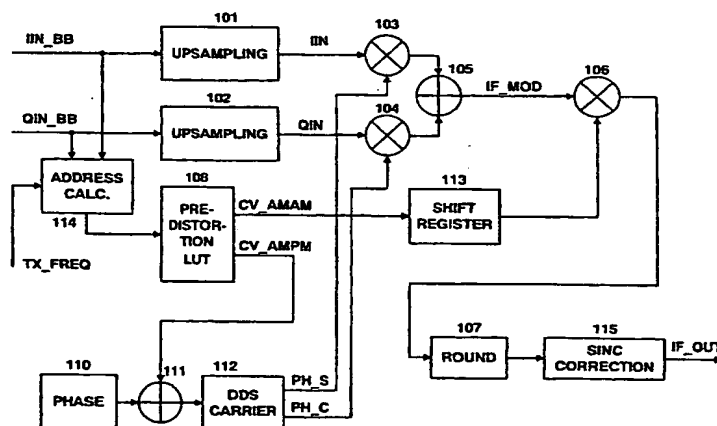 101
IIN_BB
UPSAMPLING
IIN
103
102
105
IF_MOD
106
QIN_BB
UPSAMPLING
QIN
104
ADDRESS
CALC.
114
108
PRE-
DISTOR-
TION
LUT
CV_AMAM
CV_AMPM
113
SHIFT
REGISTER
TX_FREQ
107
ROUND
115
SINC
CORRECTION
IF_OUT
110
PHASE
111
112
DDS
CARRIER
PH_S
PH_C